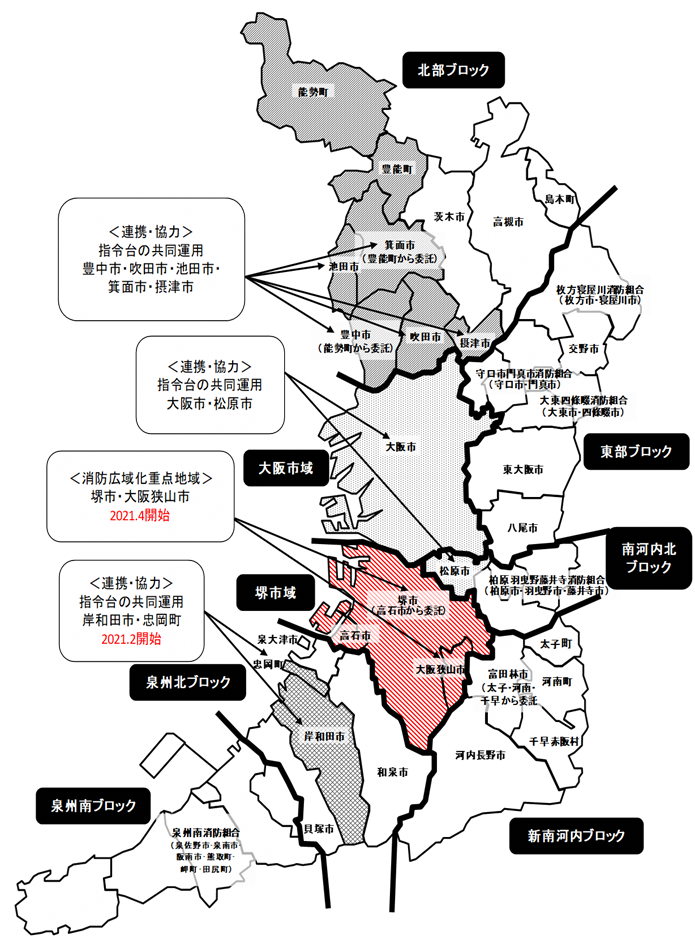 北部ブロック
能勢町
豊能町
島本町
茨木市
高槻市
＜連携・協力＞
指令台の共同運用
豊中市・吹田市・池田市・
箕面市・摂津市
箕面市
（豊能町から委託）
池田市
枚方寝屋川消防組合
（枚方市・寝屋川市）
豊中市
（能勢町から委託）
吹田市
摂津市
交野市
＜連携・協力＞
指令台の共同運用
大阪市・松原市
守口市門真市消防組合
（守口市・門真市）
大東四條畷消防組合
（大東市・四條畷市）
大阪市
東部ブロック
大阪市域
東大阪市
＜消防広域化重点地域＞
堺市・大阪狭山市
2021.4開始
八尾市
南河内北
ブロック
松原市
柏原羽曳野藤井寺消防組合
（柏原市・羽曳野市・藤井寺市）
＜連携・協力＞
指令台の共同運用
岸和田市・忠岡町
2021.2開始
堺市域
堺市
（高石市から委託）
高石市
泉大津市
忠岡町
太子町
大阪狭山市
富田林市
（太子・河南・
千早から委託
河南町
泉州北ブロック
岸和田市
千早赤阪村
河内長野市
和泉市
泉州南ブロック
貝塚市
新南河内ブロック
泉州南消防組合
（泉佐野市・泉南市・
阪南市・熊取町・
岬町・田尻町）